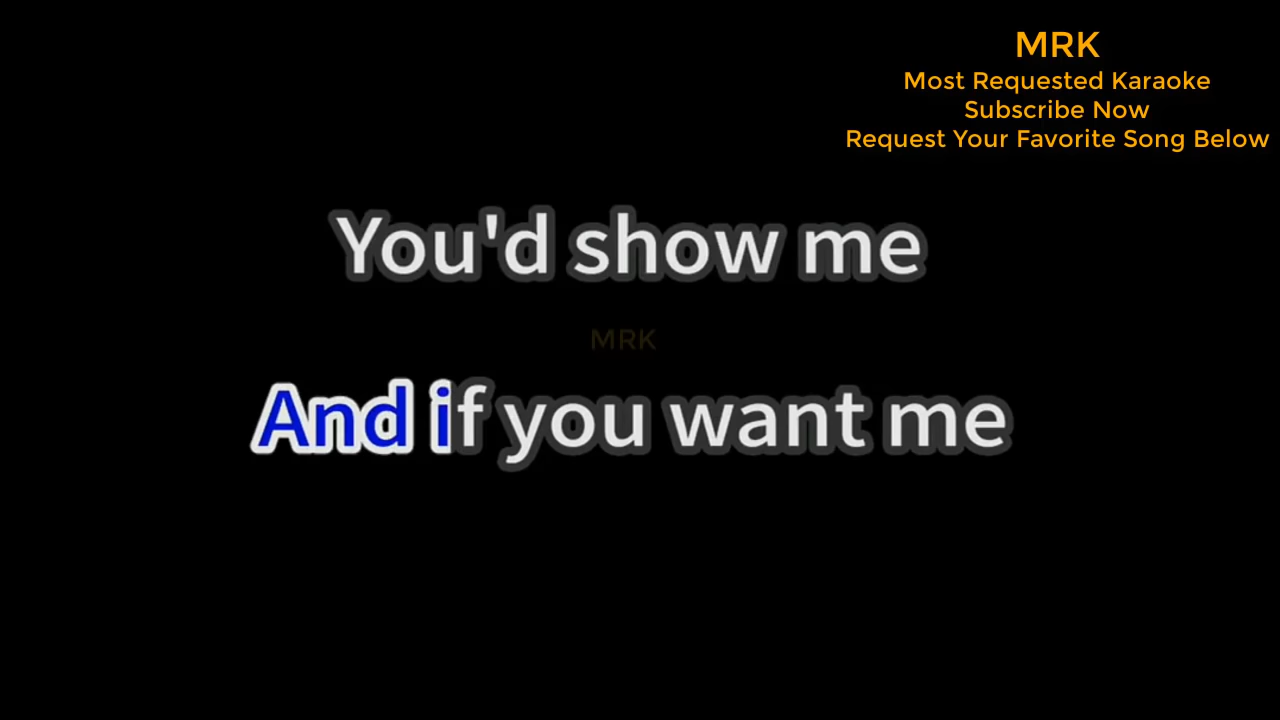 MRK
Most Requested Karaoke
Subscribe Now
Request Your Favorite Song Below
You'd show me
MRK
And if you want me